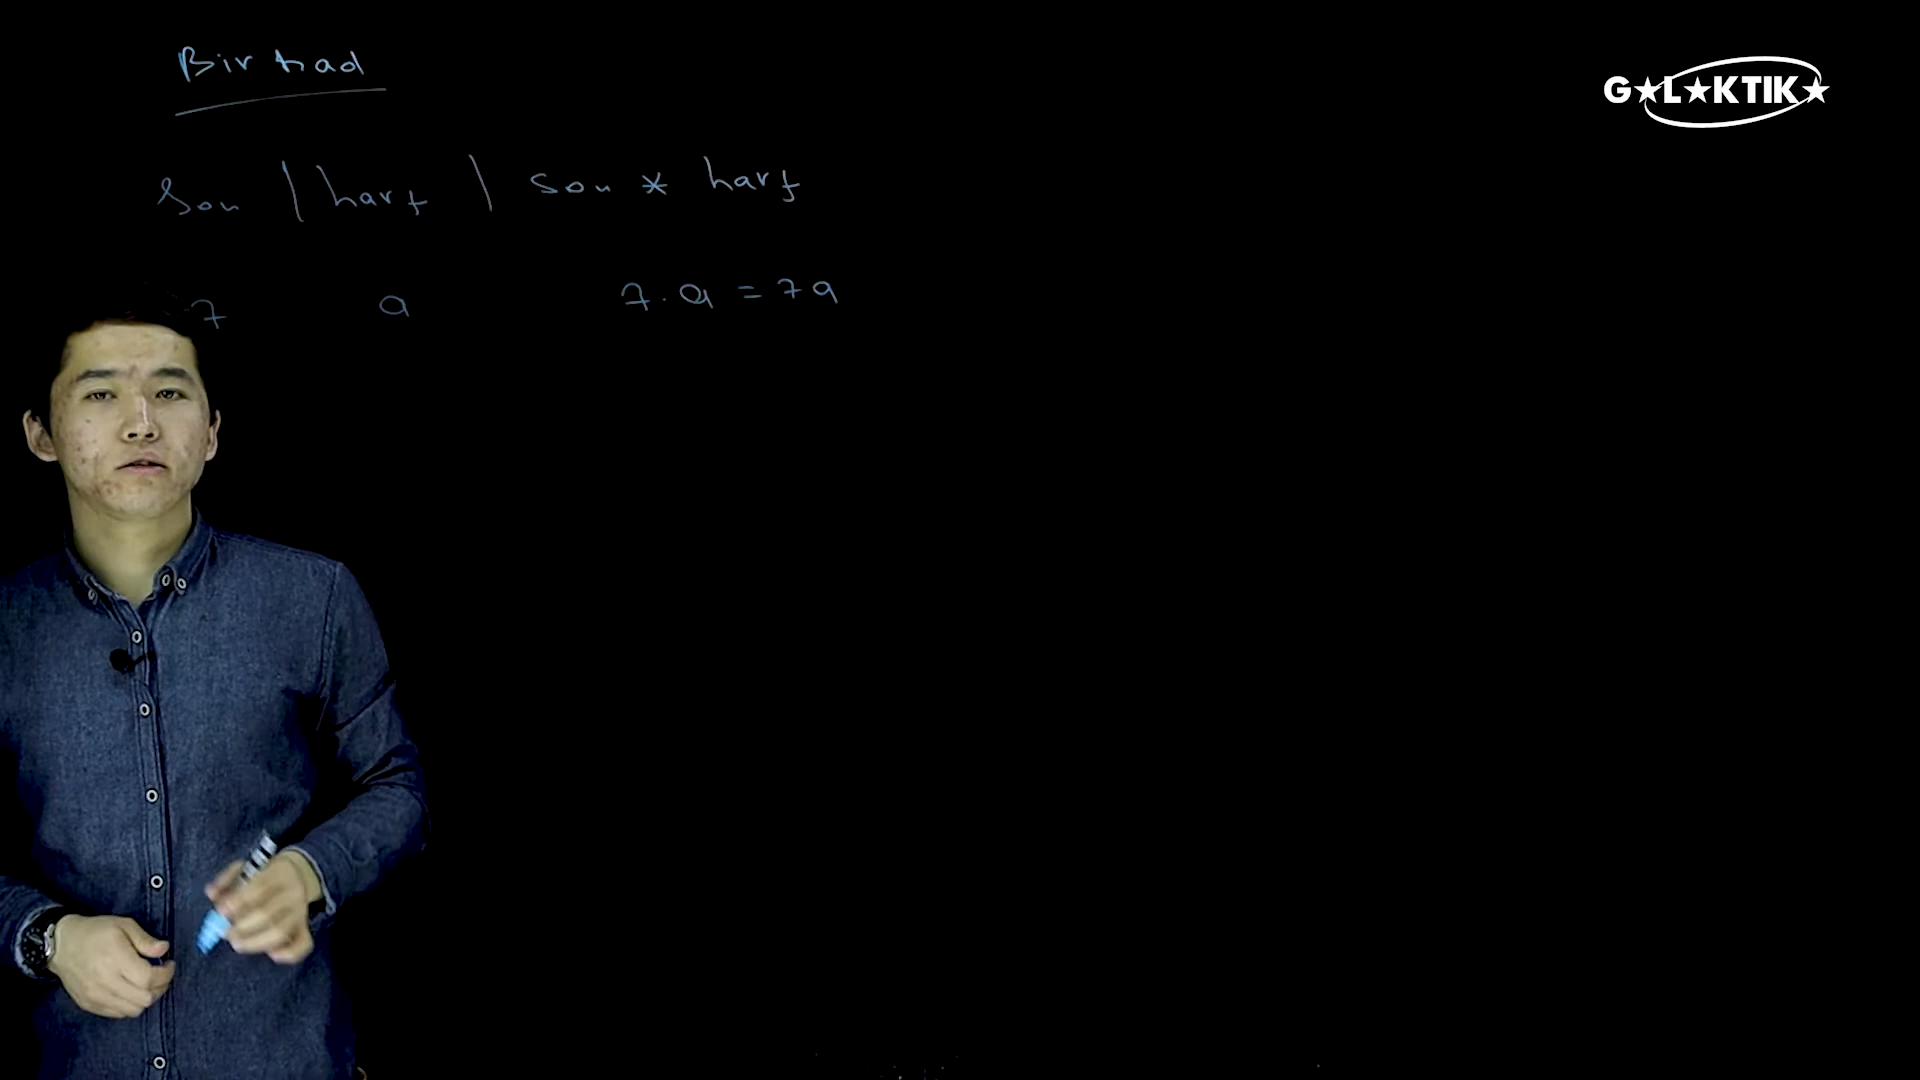 Bir had
G★L★KTIK★
Son | harf | son * harf
7 a 7 · a = 7a